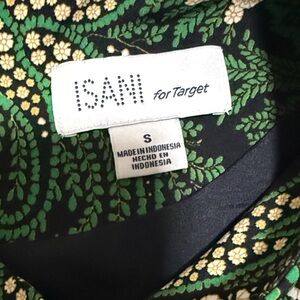 ISANI for Target
S
MADE IN INDONESIA
HECHO EN
INDONESIA